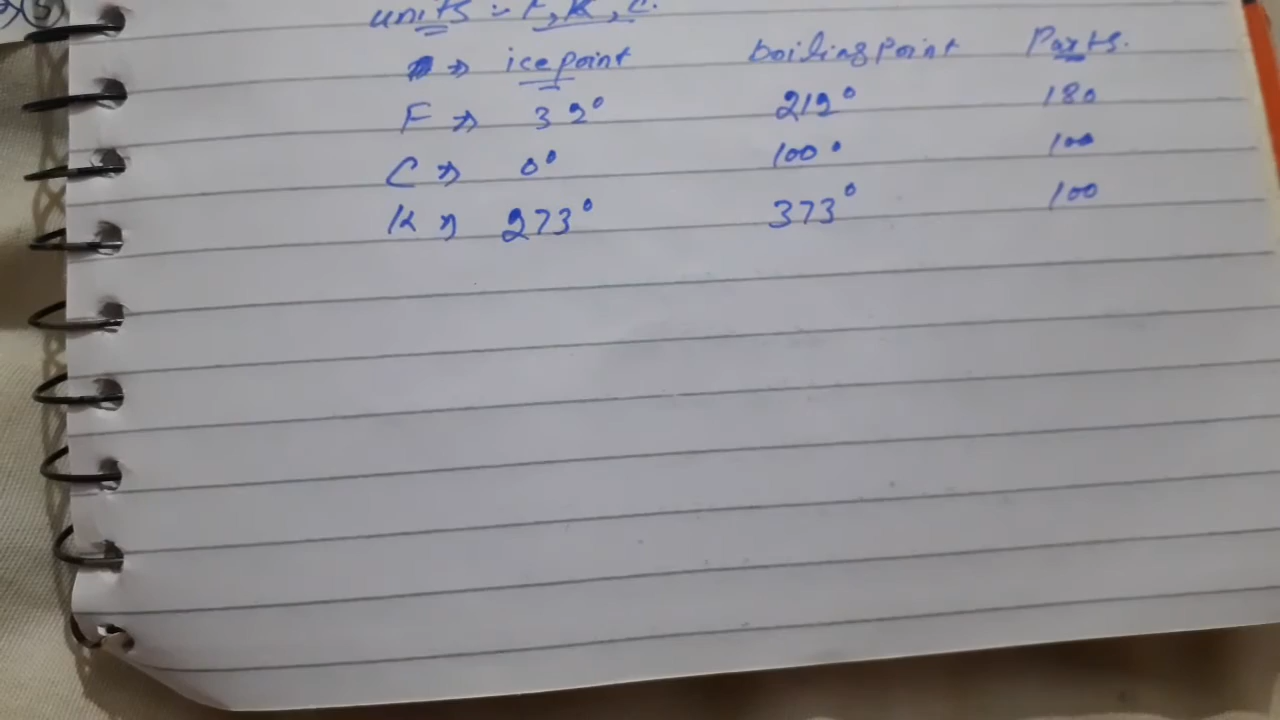 units :- F, K, C.
⇒ ice point boiling point Parts.
F ⇒ 32° 212° 180
C ⇒ 0° 100° 100
K ⇒ 273° 373° 100